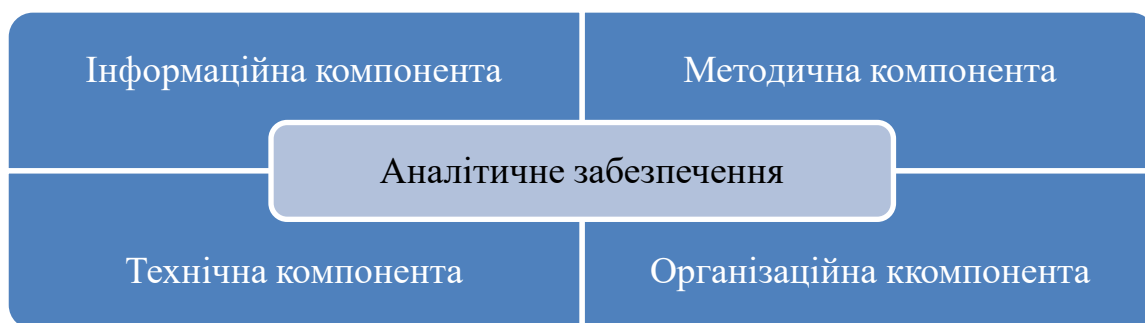 Інформаційна компонента
Методична компонента
Аналітичне забезпечення
Технічна компонента
Організаційна ккомпонента